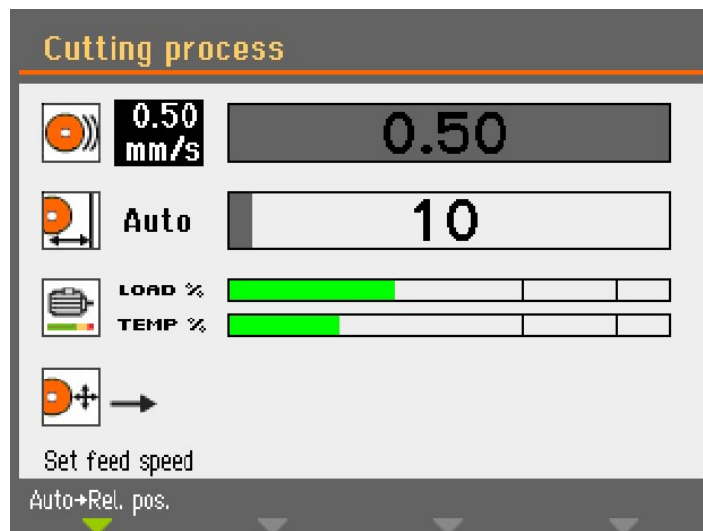 Cutting process
0.50
mm/s
0.50
Auto
10
LOAD %
TEMP %
Set feed speed
Auto→Rel. pos.